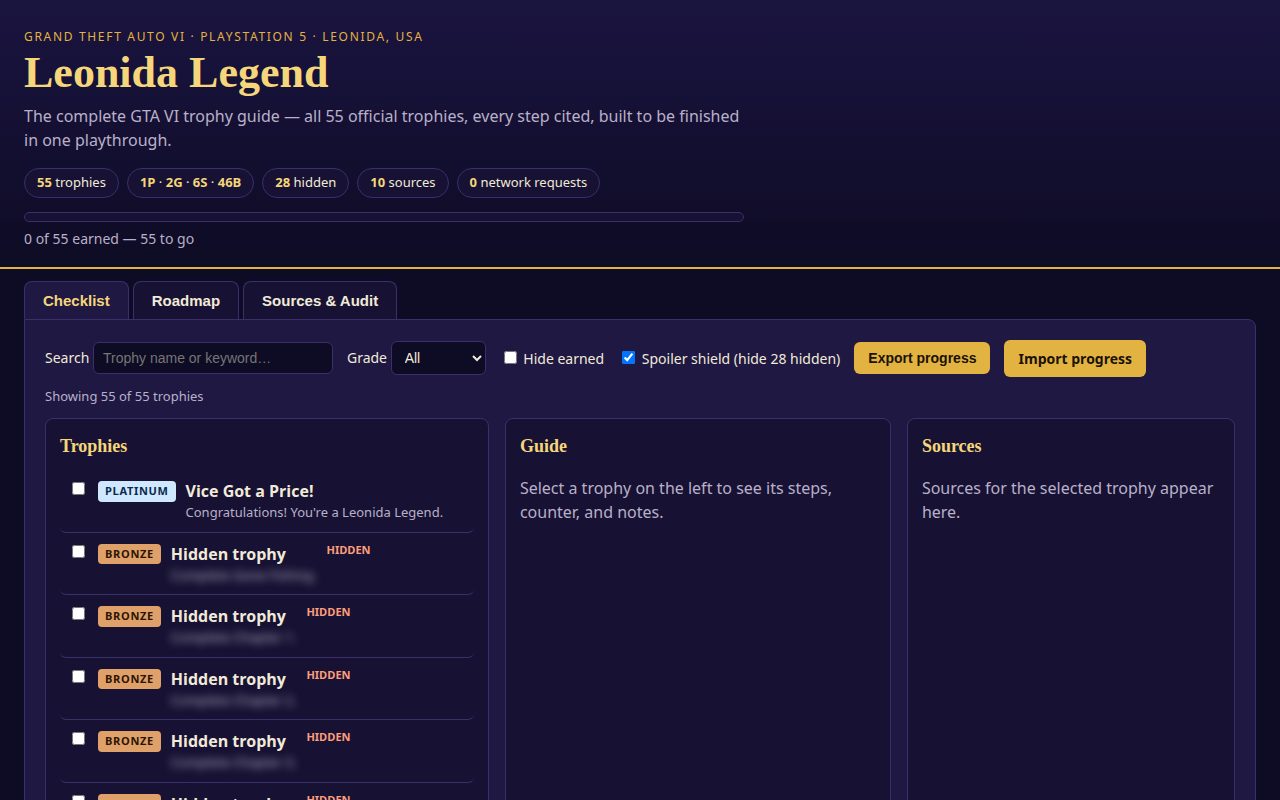 GRAND THEFT AUTO VI · PLAYSTATION 5 · LEONIDA, USA
Leonida Legend
The complete GTA VI trophy guide — all 55 official trophies, every step cited, built to be finished
in one playthrough.
55 trophies
1P · 2G · 6S · 46B
28 hidden
10 sources
0 network requests
0 of 55 earned — 55 to go
Checklist
Roadmap
Sources & Audit
Search
Trophy name or keyword…
Grade
All
Hide earned
Spoiler shield (hide 28 hidden)
Export progress
Import progress
Showing 55 of 55 trophies
Trophies
PLATINUM
Vice Got a Price!
Congratulations! You're a Leonida Legend.
BRONZE
Hidden trophy
HIDDEN
BRONZE
Hidden trophy
HIDDEN
BRONZE
Hidden trophy
HIDDEN
BRONZE
Hidden trophy
HIDDEN
HIDDEN
Guide
Select a trophy on the left to see its steps,
counter, and notes.
Sources
Sources for the selected trophy appear
here.